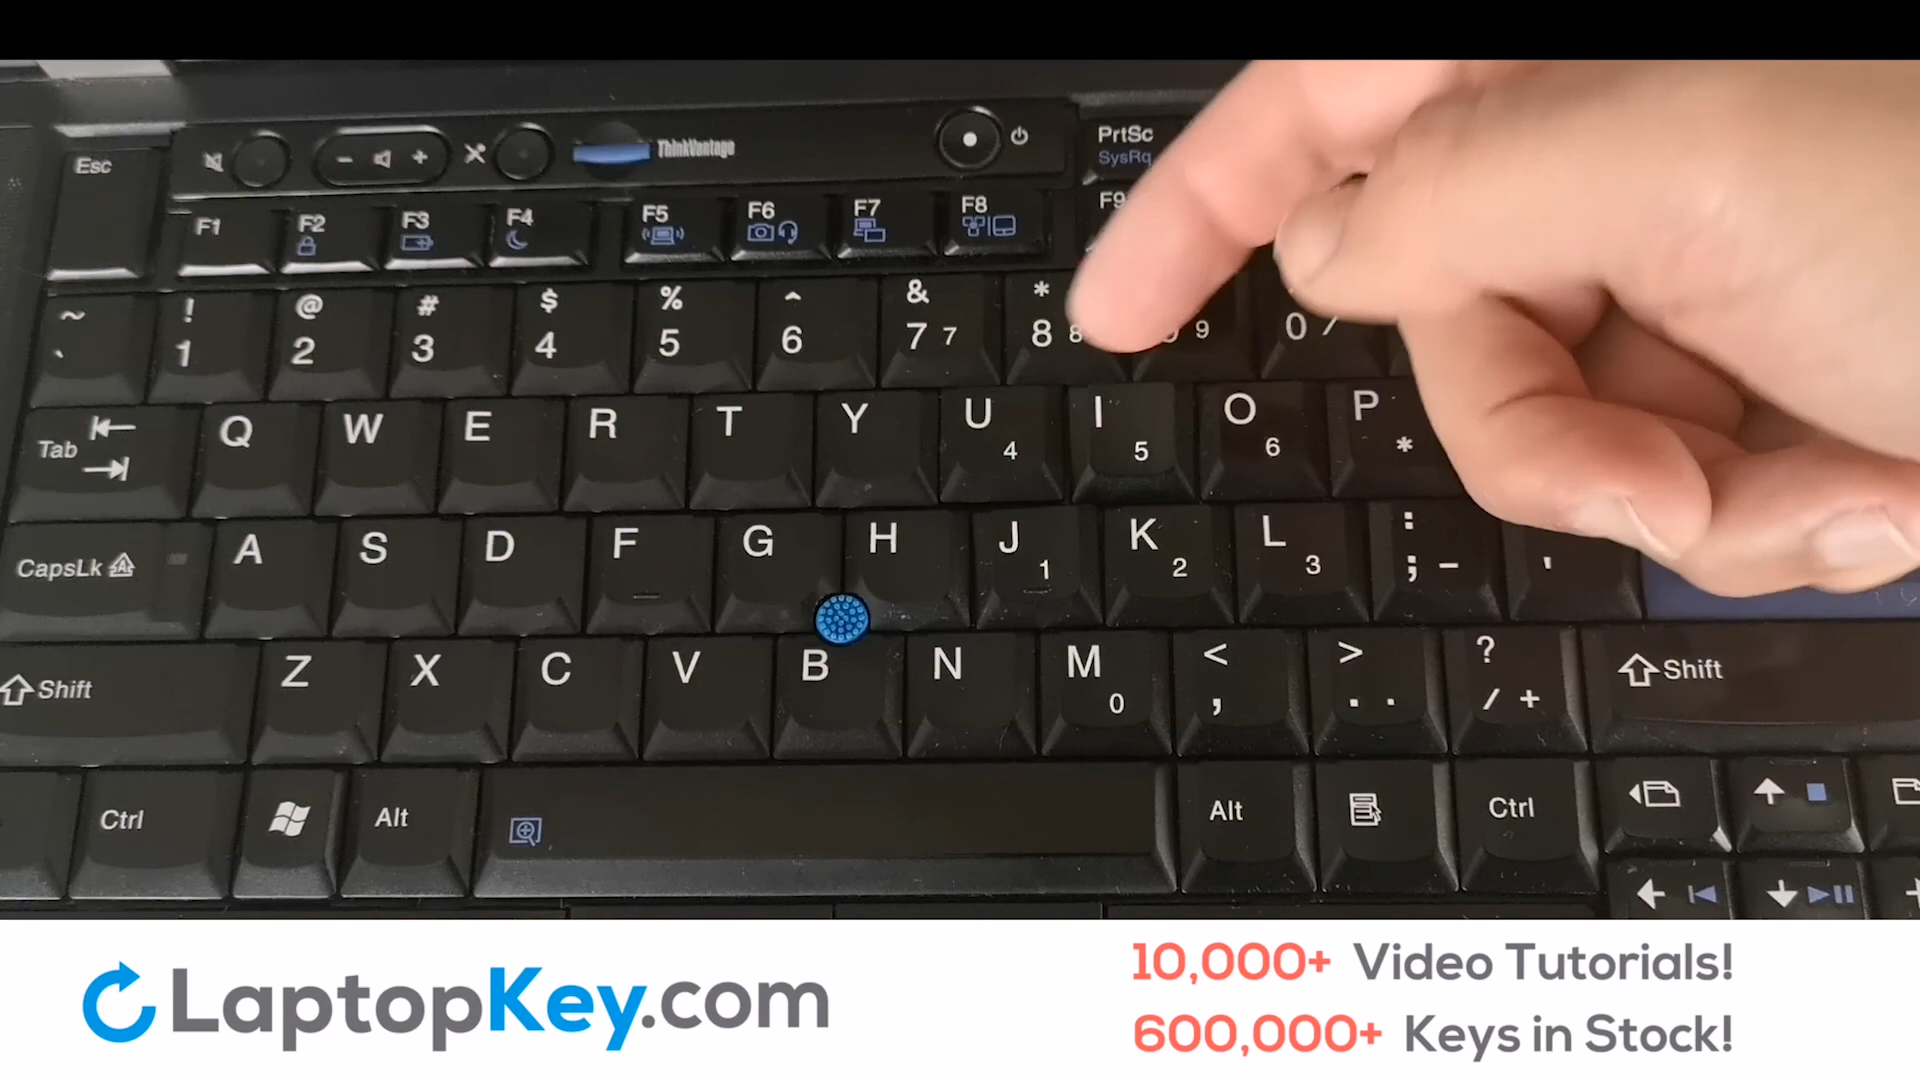 Esc
- +
ThinkVantage
PrtSc
SysRq
F1 F2 F3 F4 F5 F6 F7 F8 F9
~ ! @ # $ % ^ & *
` 1 2 3 4 5 6 7 7 8 8 9 9 0 /
Tab Q W E R T Y U 4 I 5 O 6 P *
CapsLk A S D F G H J 1 K 2 L 3 : ; - '
Shift Z X C V B N M 0 < , > . . ? / + Shift
Ctrl Alt Alt Ctrl
LaptopKey.com
10,000+ Video Tutorials!
600,000+ Keys in Stock!